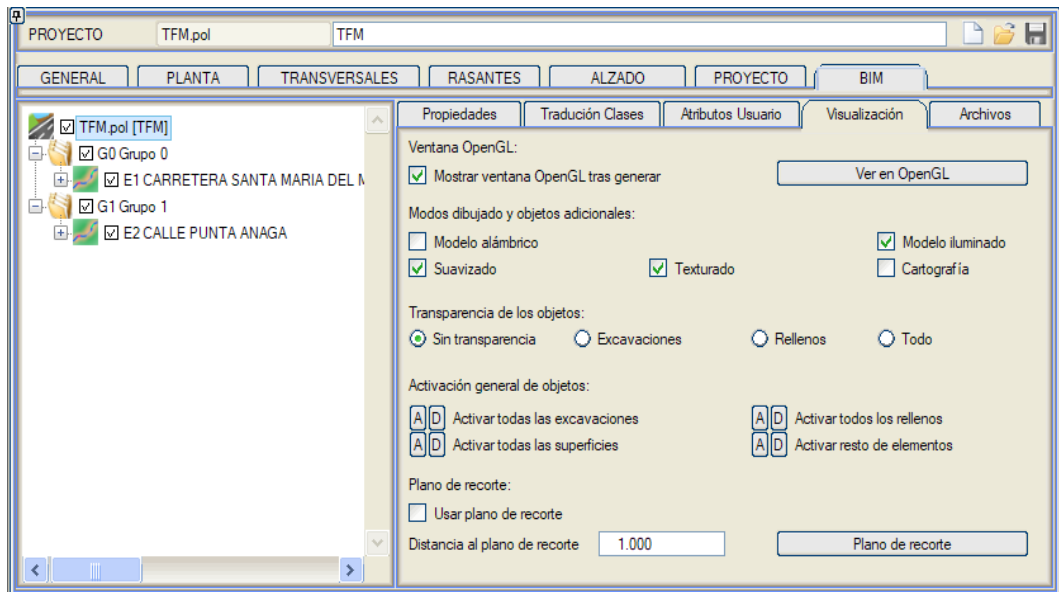 PROYECTO TFM.pol TFM
GENERAL PLANTA TRANSVERSALES RASANTES ALZADO PROYECTO BIM
TFM.pol [TFM]
G0 Grupo 0
E1 CARRETERA SANTA MARIA DEL M
G1 Grupo 1
E2 CALLE PUNTA ANAGA
Propiedades Tradución Clases Atributos Usuario Visualización Archivos
Ventana OpenGL:
Mostrar ventana OpenGL tras generar Ver en OpenGL
Modos dibujado y objetos adicionales:
Modelo alámbrico Modelo iluminado
Suavizado Texturado Cartografía
Transparencia de los objetos:
Sin transparencia Excavaciones Rellenos Todo
Activación general de objetos:
A D Activar todas las excavaciones A D Activar todos los rellenos
A D Activar todas las superficies A D Activar resto de elementos
Plano de recorte:
Usar plano de recorte
Distancia al plano de recorte 1.000 Plano de recorte